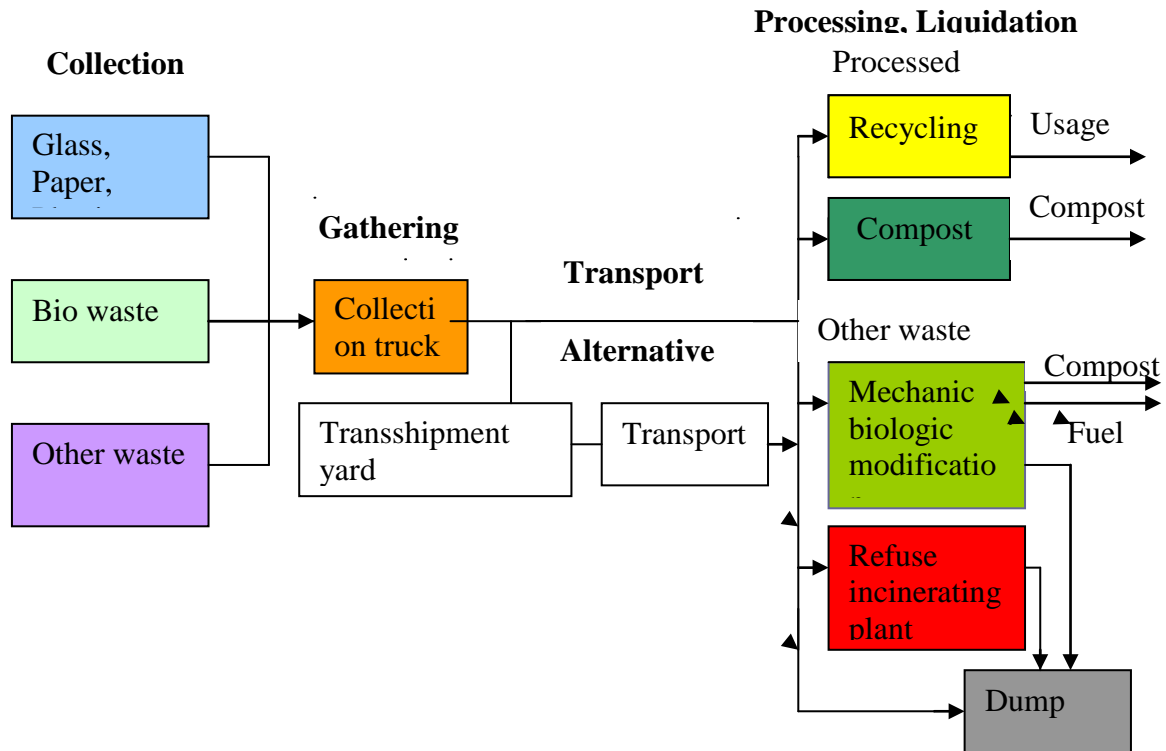 Processing, Liquidation
Collection
Processed
Glass,
Paper,
Recycling
Usage
Gathering
Compost
Compost
Transport
Bio waste
Collecti
on truck
Alternative
Other waste
Mechanic
biologic
modificatio
Compost
Fuel
Other waste
Transshipment
yard
Transport
Refuse
incinerating
plant
Dump